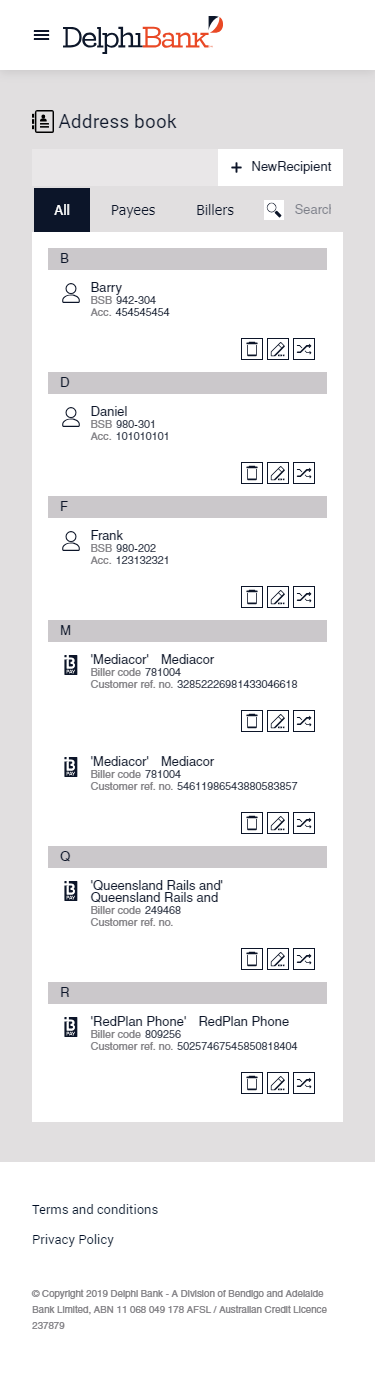 DelphiBank
Address book
NewRecipient
All Payees Billers Search
B
Barry
BSB 942-304
Acc. 454545454
D
Daniel
BSB 980-301
Acc. 101010101
F
Frank
BSB 980-202
Acc. 123132321
M
'Mediacor' Mediacor
Biller code 781004
Customer ref. no. 32852226981433046618
'Mediacor' Mediacor
Biller code 781004
Customer ref. no. 54611986543880583857
Q
'Queensland Rails and'
Queensland Rails and
Biller code 249468
Customer ref. no.
R
'RedPlan Phone' RedPlan Phone
Biller code 809256
Customer ref. no. 50257467545850818404
Terms and conditions
Privacy Policy
© Copyright 2019 Delphi Bank - A Division of Bendigo and Adelaide
Bank Limited, ABN 11 068 049 178 AFSL / Australian Credit Licence
237879